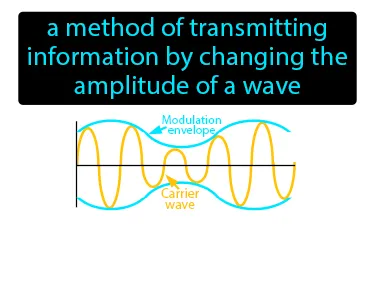 a method of transmitting
information by changing the
amplitude of a wave
Modulation
envelope
Carrier
wave